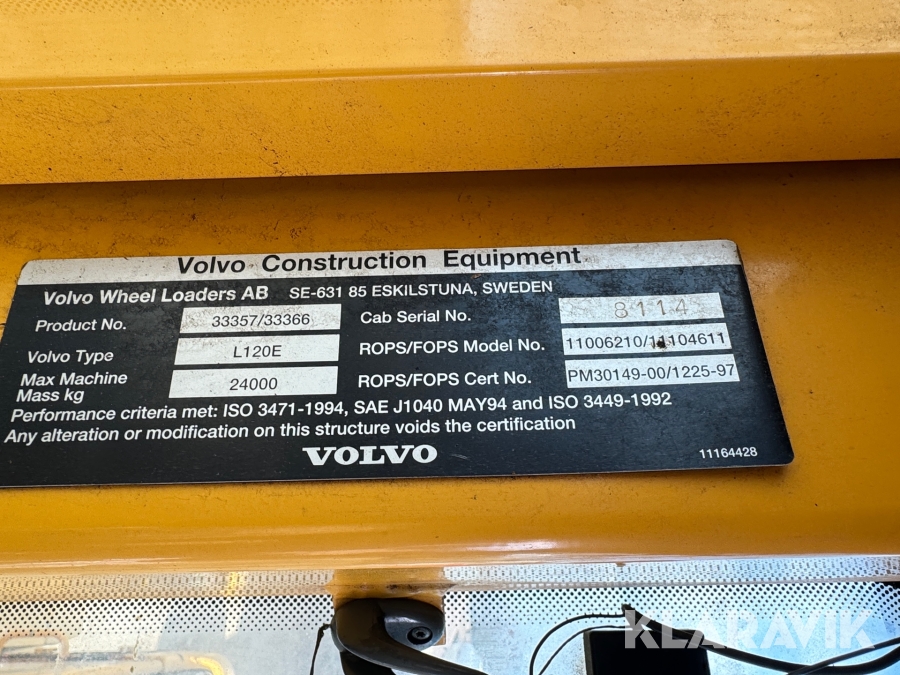 Volvo Construction Equipment
Volvo Wheel Loaders AB SE-631 85 ESKILSTUNA, SWEDEN
Product No. 33357/33366 Cab Serial No. 8114
Volvo Type L120E ROPS/FOPS Model No. 11006210/11104611
Max Machine Mass kg 24000 ROPS/FOPS Cert No. PM30149-00/1225-97
Performance criteria met: ISO 3471-1994, SAE J1040 MAY94 and ISO 3449-1992
Any alteration or modification on this structure voids the certification
VOLVO
11164428
KLARAVIK